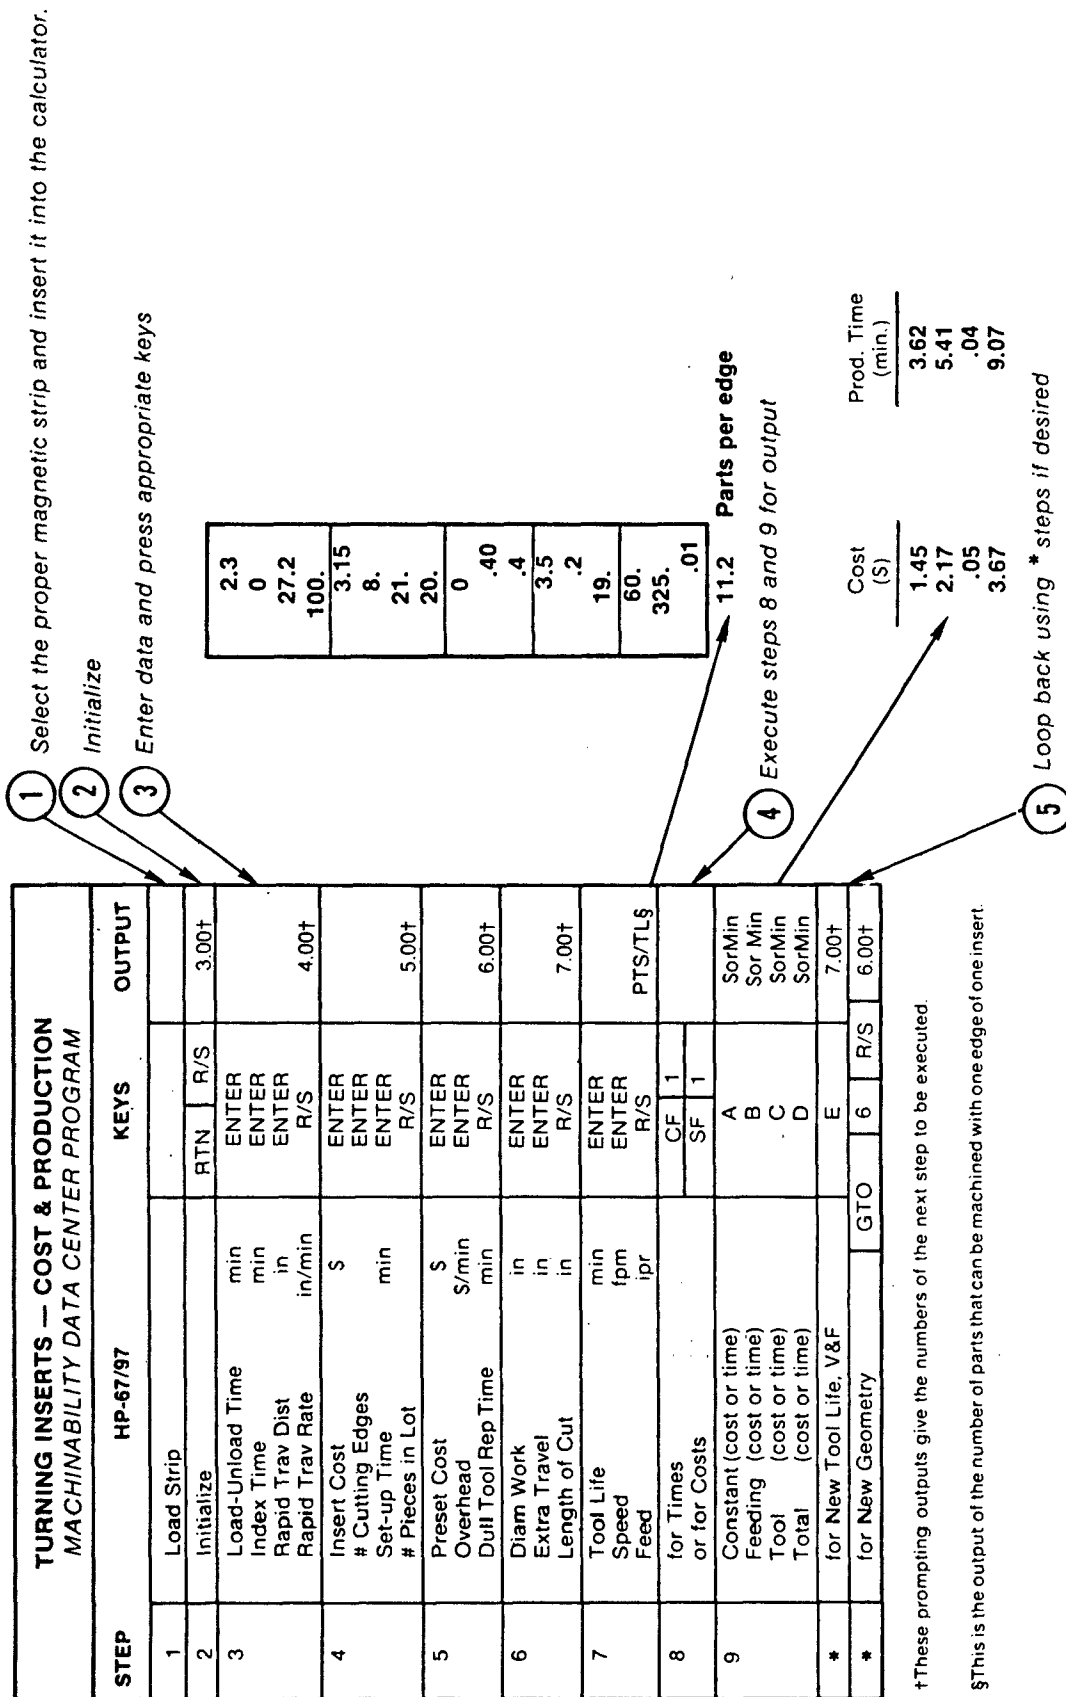 TURNING INSERTS — COST & PRODUCTION
MACHINABILITY DATA CENTER PROGRAM
STEP HP-67/97 KEYS OUTPUT
1 Load Strip
2 Initialize RTN R/S 3.00†
3 Load-Unload Time min ENTER
Index Time min ENTER
Rapid Trav Dist in ENTER
Rapid Trav Rate in/min R/S 4.00†
4 Insert Cost $ ENTER
# Cutting Edges ENTER
Set-up Time min ENTER
# Pieces in Lot R/S 5.00†
5 Preset Cost $ ENTER
Overhead $/min ENTER
Dull Tool Rep Time min R/S 6.00†
6 Diam Work in ENTER
Extra Travel in ENTER
Length of Cut in R/S 7.00†
7 Tool Life min ENTER
Speed fpm ENTER
Feed ipr R/S PTS/TL§
8 for Times CF 1
or for Costs SF 1
9 Constant (cost or time) A $orMin
Feeding (cost or time) B $or Min
Tool (cost or time) C $orMin
Total (cost or time) D $orMin
* for New Tool Life, V&F E 7.00†
* for New Geometry GTO 6 R/S 6.00†
†These prompting outputs give the numbers of the next step to be executed.
§This is the output of the number of parts that can be machined with one edge of one insert.
1 Select the proper magnetic strip and insert it into the calculator.
2 Initialize
3 Enter data and press appropriate keys
2.3
0
27.2
100.
3.15
8.
21.
20.
0
.40
.4
3.5
.2
19.
60.
325.
.01
11.2 Parts per edge
4 Execute steps 8 and 9 for output
Cost Prod. Time
($) (min.)
1.45 3.62
2.17 5.41
.05 .04
3.67 9.07
5 Loop back using * steps if desired